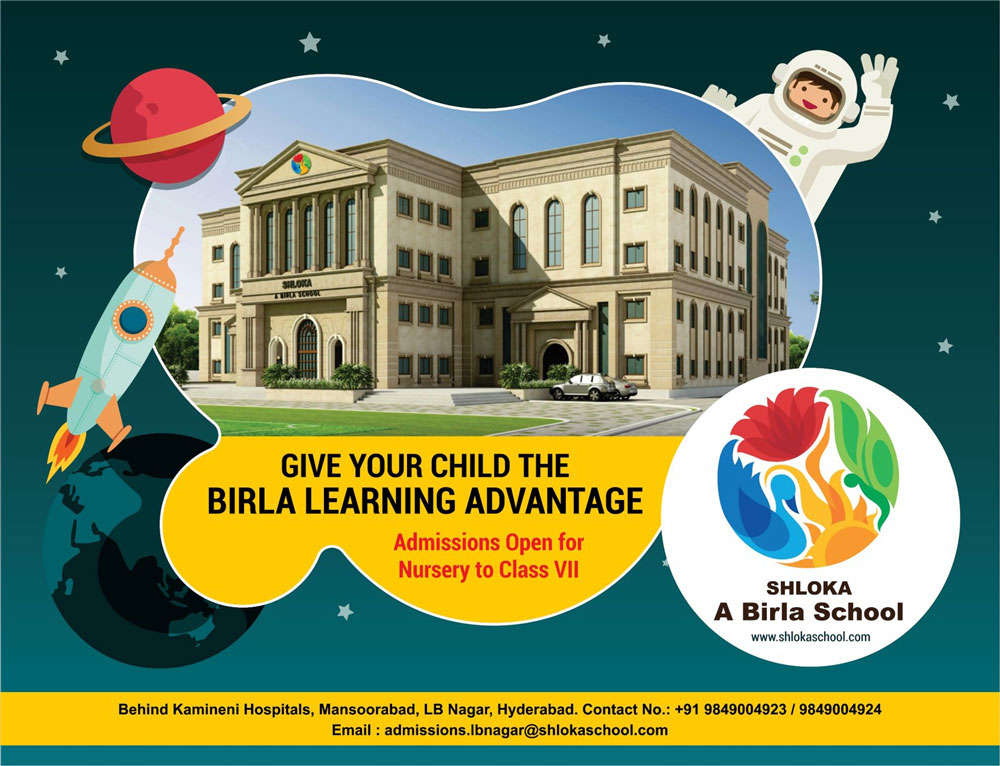 SHLOKA
A BIRLA SCHOOL
GIVE YOUR CHILD THE
BIRLA LEARNING ADVANTAGE
Admissions Open for
Nursery to Class VII
SHLOKA
A Birla School
www.shlokaschool.com
Behind Kamineni Hospitals, Mansoorabad, LB Nagar, Hyderabad. Contact No.: +91 9849004923 / 9849004924
Email : admissions.lbnagar@shlokaschool.com